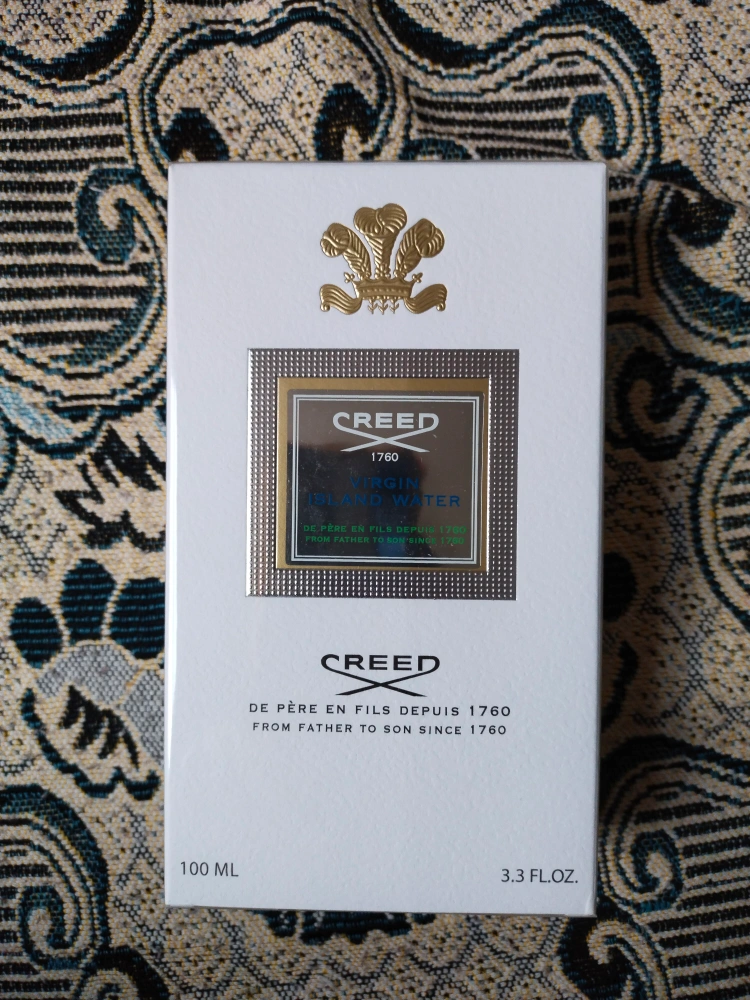 CREED
1760
VIRGIN
ISLAND WATER
DE PÈRE EN FILS DEPUIS 1760
FROM FATHER TO SON SINCE 1760
CREED
DE PÈRE EN FILS DEPUIS 1760
FROM FATHER TO SON SINCE 1760
100 ML
3.3 FL.OZ.